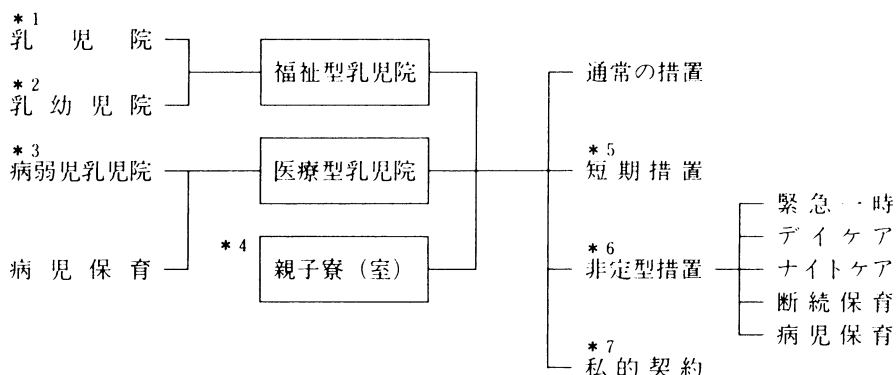 *1
乳児院
*2
乳幼児院
*3
病弱児乳児院
病児保育
福祉型乳児院
医療型乳児院
*4
親子寮(室)
通常の措置
*5
短期措置
*6
非定型措置
*7
私的契約
緊急一時
デイケア
ナイトケア
断続保育
病児保育